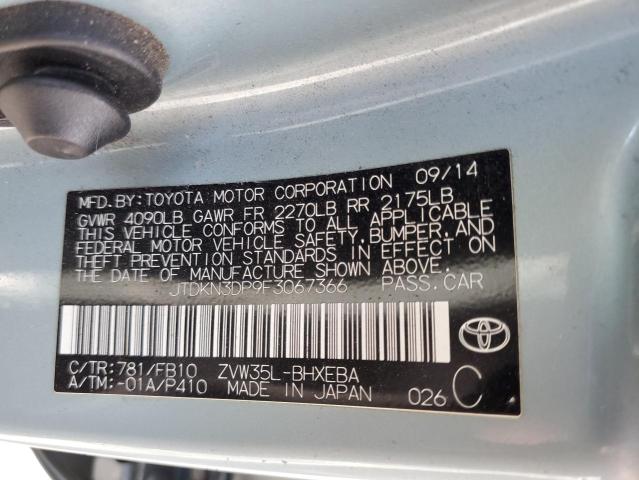 MFD. BY: TOYOTA MOTOR CORPORATION 09/14
GVWR 4090LB GAWR FR 2270LB RR 2175LB
THIS VEHICLE CONFORMS TO ALL APPLICABLE
FEDERAL MOTOR VEHICLE SAFETY, BUMPER, AND
THEFT PREVENTION STANDARDS IN EFFECT ON
THE DATE OF MANUFACTURE SHOWN ABOVE.
JTDKN3DP9F3067366 PASS. CAR
C/TR: 781/FB10 ZVW35L-BHXEBA
A/TM: -01A/P410 MADE IN JAPAN 026 C
TOYOTA